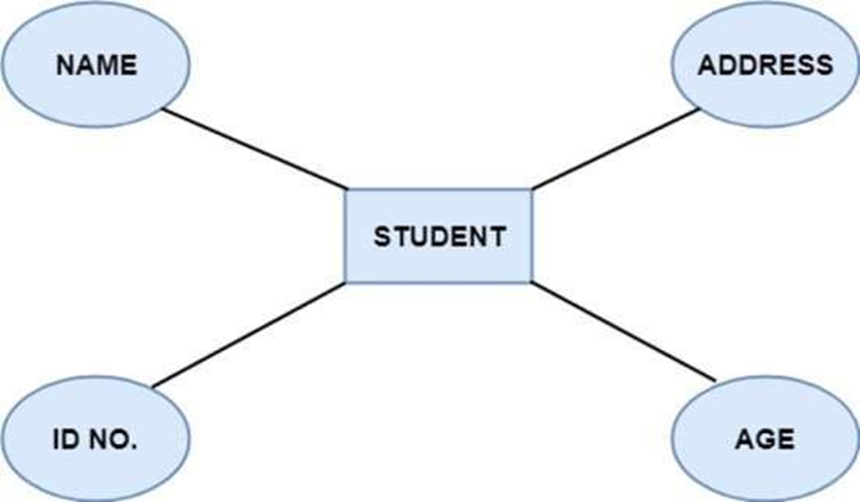 NAME
ADDRESS
STUDENT
ID NO.
AGE